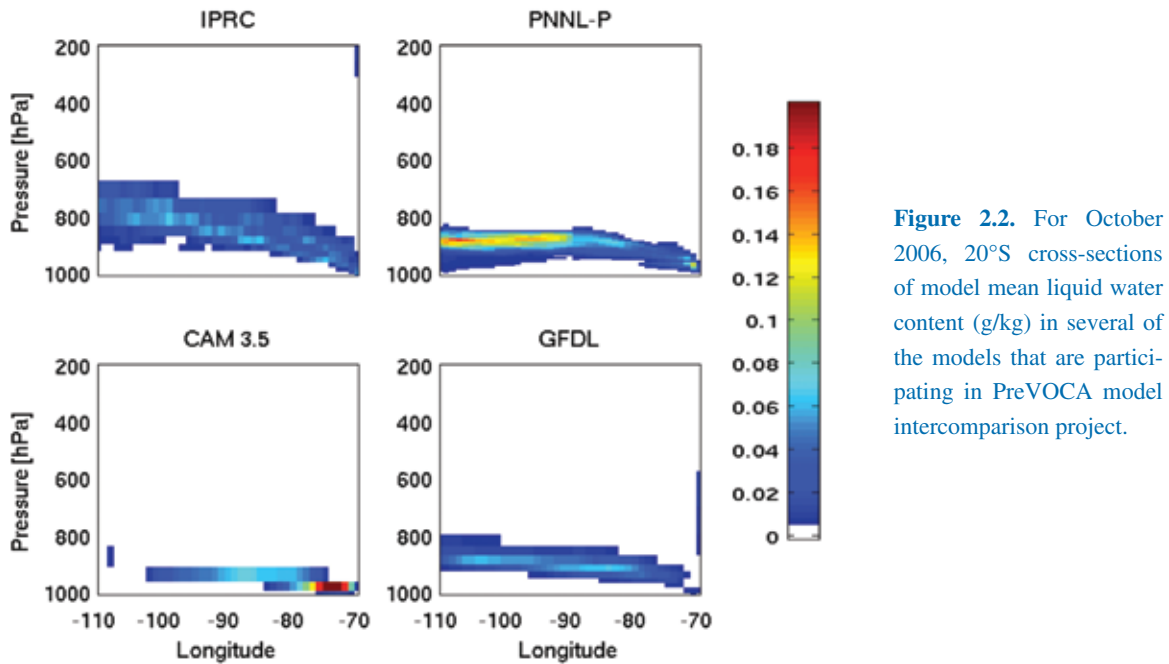 IPRC
PNNL-P
Pressure [hPa]
200
400
600
800
1000
200
400
600
800
1000
CAM 3.5
GFDL
Pressure [hPa]
200
400
600
800
1000
200
400
600
800
1000
-110 -100 -90 -80 -70
-110 -100 -90 -80 -70
Longitude
Longitude
0.18
0.16
0.14
0.12
0.1
0.08
0.06
0.04
0.02
0
Figure 2.2. For October
2006, 20°S cross-sections
of model mean liquid water
content (g/kg) in several of
the models that are partici-
pating in PreVOCA model
intercomparison project.